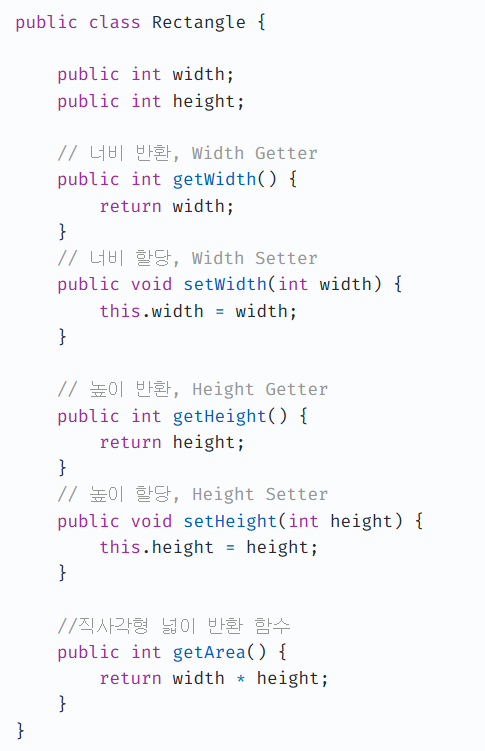 public class Rectangle {
public int width;
public int height;
// 너비 반환, Width Getter
public int getWidth() {
return width;
}
// 너비 할당, Width Setter
public void setWidth(int width) {
this.width = width;
}
// 높이 반환, Height Getter
public int getHeight() {
return height;
}
// 높이 할당, Height Setter
public void setHeight(int height) {
this.height = height;
}
//직사각형 넓이 반환 함수
public int getArea() {
return width * height;
}
}